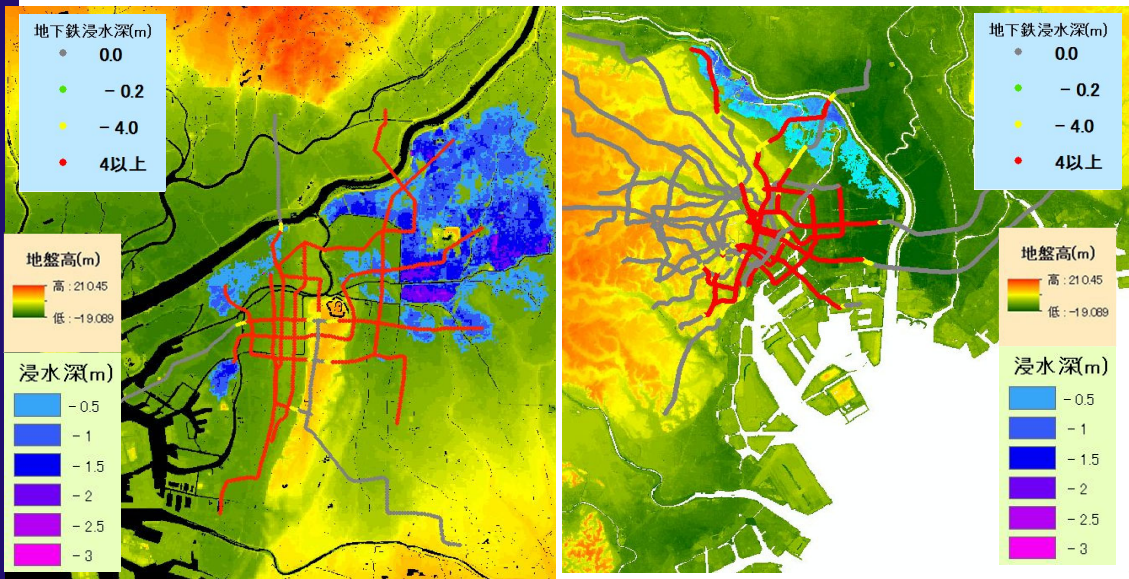 地下鉄浸水深(m)
0.0
- 0.2
- 4.0
4以上
地盤高(m)
高 : 210.45
低 : -19.089
浸水深(m)
- 0.5
- 1
- 1.5
- 2
- 2.5
- 3
地下鉄浸水深(m)
0.0
- 0.2
- 4.0
4以上
地盤高(m)
高 : 210.45
低 : -19.089
浸水深(m)
- 0.5
- 1
- 1.5
- 2
- 2.5
- 3